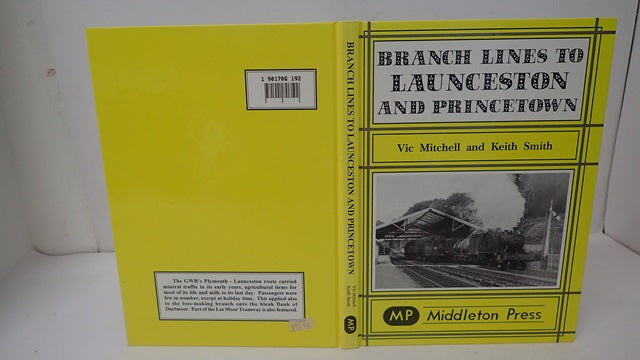 1 901706 192
The GWR's Plymouth - Launceston route carried
mineral traffic in its early years, agricultural items for
most of its life and milk to its last day. Passengers were
few in number, except at holiday time. This applied also
to the loss-making branch onto the bleak flank of
Dartmoor. Part of the Lee Moor Tramway is also featured.
BRANCH LINES TO LAUNCESTON AND PRINCETOWN
Vic Mitchell
Keith Smith
MP
BRANCH LINES TO
LAUNCESTON
AND PRINCETOWN
Vic Mitchell and Keith Smith
MP Middleton Press